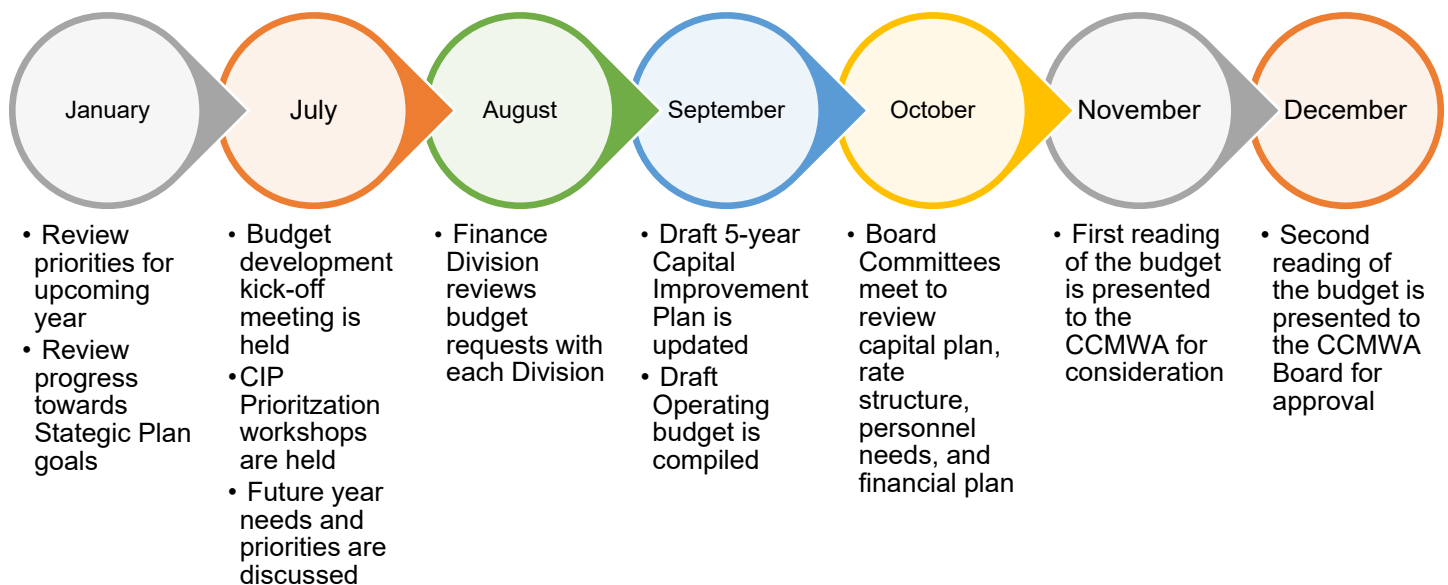 January
July
August
September
October
November
December
• Review
priorities for
upcoming
year
• Review
progress
towards
Stategic Plan
goals
• Budget
development
kick-off
meeting is
held
•CIP
Prioritzation
workshops
are held
• Future year
needs and
priorities are
discussed
• Finance
Division
reviews
budget
requests with
each Division
• Draft 5-year
Capital
Improvement
Plan is
updated
• Draft
Operating
budget is
compiled
• Board
Committees
meet to
review
capital plan,
rate
structure,
personnel
needs, and
financial plan
• First reading
of the budget
is presented
to the
CCMWA for
consideration
• Second
reading of
the budget is
presented to
the CCMWA
Board for
approval